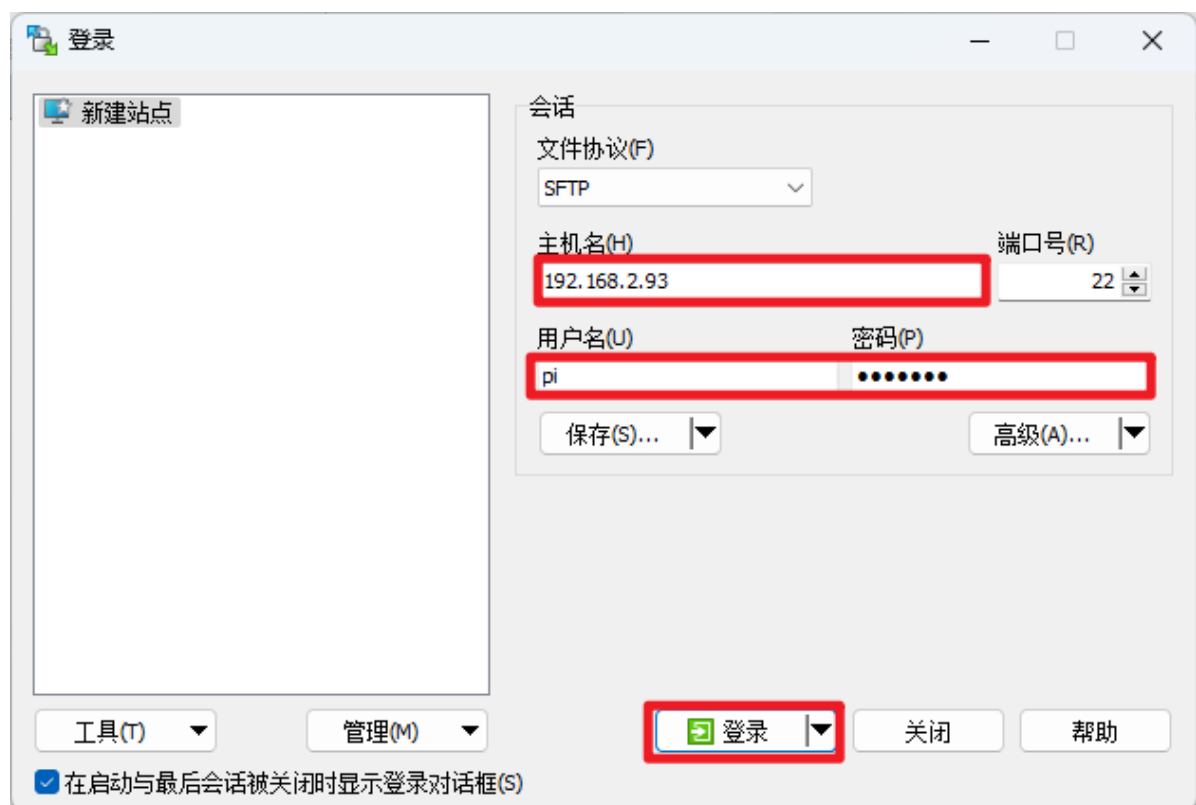 登录
新建站点
会话
文件协议(F)
SFTP
主机名(H) 端口号(R)
192.168.2.93 22
用户名(U) 密码(P)
pi •••••••
保存(S)... 高级(A)...
工具(T) 管理(M) 登录 关闭 帮助
在启动与最后会话被关闭时显示登录对话框(S)